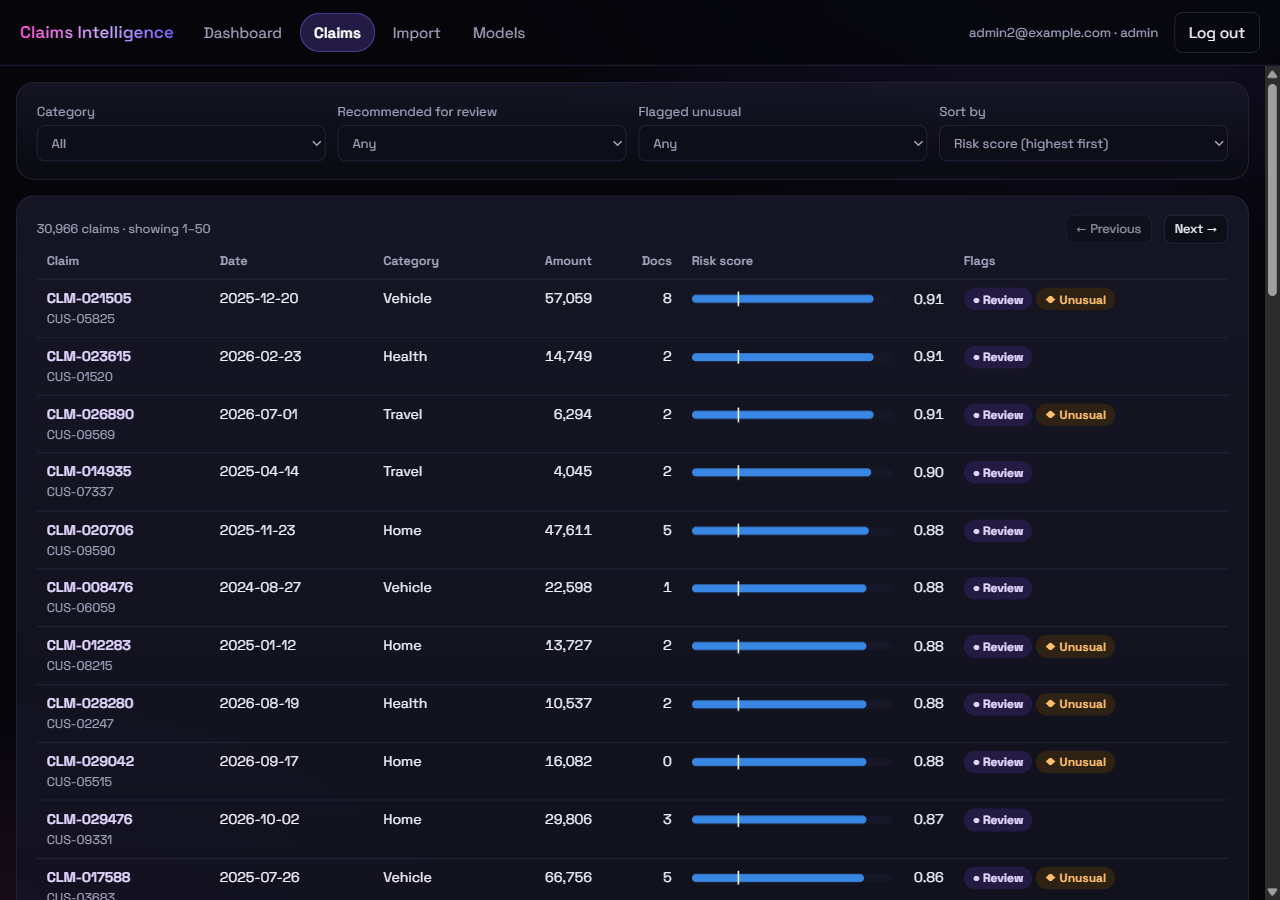 Claims Intelligence Dashboard Claims Import Models admin2@example.com · admin Log out
Category Recommended for review Flagged unusual Sort by
All Any Any Risk score (highest first)
30,966 claims · showing 1–50 ← Previous Next →
Claim Date Category Amount Docs Risk score Flags
CLM-021505 2025-12-20 Vehicle 57,059 8 0.91 Review Unusual
CUS-05825
CLM-023615 2026-02-23 Health 14,749 2 0.91 Review
CUS-01520
CLM-026890 2026-07-01 Travel 6,294 2 0.91 Review Unusual
CUS-09569
CLM-014935 2025-04-14 Travel 4,045 2 0.90 Review
CUS-07337
CLM-020706 2025-11-23 Home 47,611 5 0.88 Review
CUS-09590
CLM-008476 2024-08-27 Vehicle 22,598 1 0.88 Review
CUS-06059
CLM-012283 2025-01-12 Home 13,727 2 0.88 Review Unusual
CUS-08215
CLM-028280 2026-08-19 Health 10,537 2 0.88 Review Unusual
CUS-02247
CLM-029042 2026-09-17 Home 16,082 0 0.88 Review Unusual
CUS-05515
CLM-029476 2026-10-02 Home 29,806 3 0.87 Review
CUS-09331
CLM-017588 2025-07-26 Vehicle 66,756 5 0.86 Review Unusual
CUS-03683